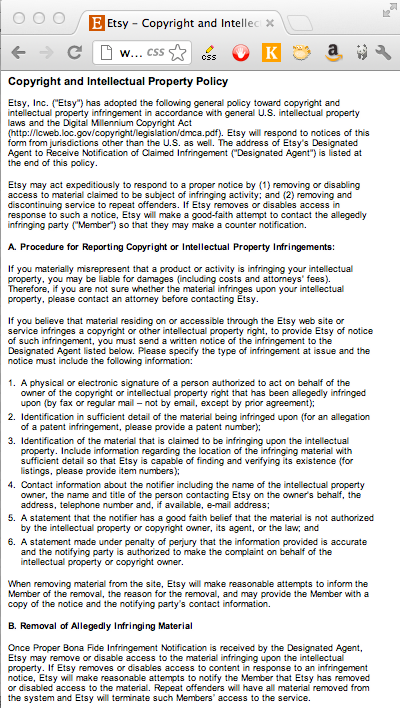 Etsy – Copyright and Intellec
w... css
css
K
a
Copyright and Intellectual Property Policy
Etsy, Inc. ("Etsy") has adopted the following general policy toward copyright and
intellectual property infringement in accordance with general U.S. intellectual property
laws and the Digital Millennium Copyright Act
(http://lcweb.loc.gov/copyright/legislation/dmca.pdf). Etsy will respond to notices of this
form from jurisdictions other than the U.S. as well. The address of Etsy's Designated
Agent to Receive Notification of Claimed Infringement ("Designated Agent") is listed at
the end of this policy.
Etsy may act expeditiously to respond to a proper notice by (1) removing or disabling
access to material claimed to be subject of infringing activity; and (2) removing and
discontinuing service to repeat offenders. If Etsy removes or disables access in
response to such a notice, Etsy will make a good-faith attempt to contact the allegedly
infringing party ("Member") so that they may make a counter notification.
A. Procedure for Reporting Copyright or Intellectual Property Infringements:
If you materially misrepresent that a product or activity is infringing your intellectual
property, you may be liable for damages (including costs and attorneys' fees).
Therefore, if you are not sure whether the material infringes upon your intellectual
property, please contact an attorney before contacting Etsy.
If you believe that material residing on or accessible through the Etsy web site or
service infringes a copyright or other intellectual property right, to provide Etsy of notice
of such infringement, you must send a written notice of the infringement to the
Designated Agent listed below. Please specify the type of infringement at issue and the
notice must include the following information:
1. A physical or electronic signature of a person authorized to act on behalf of the
owner of the copyright or intellectual property right that has been allegedly infringed
upon (by fax or regular mail – not by email, except by prior agreement);
2. Identification in sufficient detail of the material being infringed upon (for an allegation
of a patent infringement, please provide a patent number);
3. Identification of the material that is claimed to be infringing upon the intellectual
property. Include information regarding the location of the infringing material with
sufficient detail so that Etsy is capable of finding and verifying its existence (for
listings, please provide item numbers);
4. Contact information about the notifier including the name of the intellectual property
owner, the name and title of the person contacting Etsy on the owner's behalf, the
address, telephone number and, if available, e-mail address;
5. A statement that the notifier has a good faith belief that the material is not authorized
by the intellectual property or copyright owner, its agent, or the law; and
6. A statement made under penalty of perjury that the information provided is accurate
and the notifying party is authorized to make the complaint on behalf of the
intellectual property or copyright owner.
When removing material from the site, Etsy will make reasonable attempts to inform the
Member of the removal, the reason for the removal, and may provide the Member with a
copy of the notice and the notifying party's contact information.
B. Removal of Allegedly Infringing Material
Once Proper Bona Fide Infringement Notification is received by the Designated Agent,
Etsy may remove or disable access to the material infringing upon the intellectual
property. If Etsy removes or disables access to content in response to an infringement
notice, Etsy will make reasonable attempts to notify the Member that Etsy has removed
or disabled access to the material. Repeat offenders will have all material removed from
the system and Etsy will terminate such Members' access to the service.